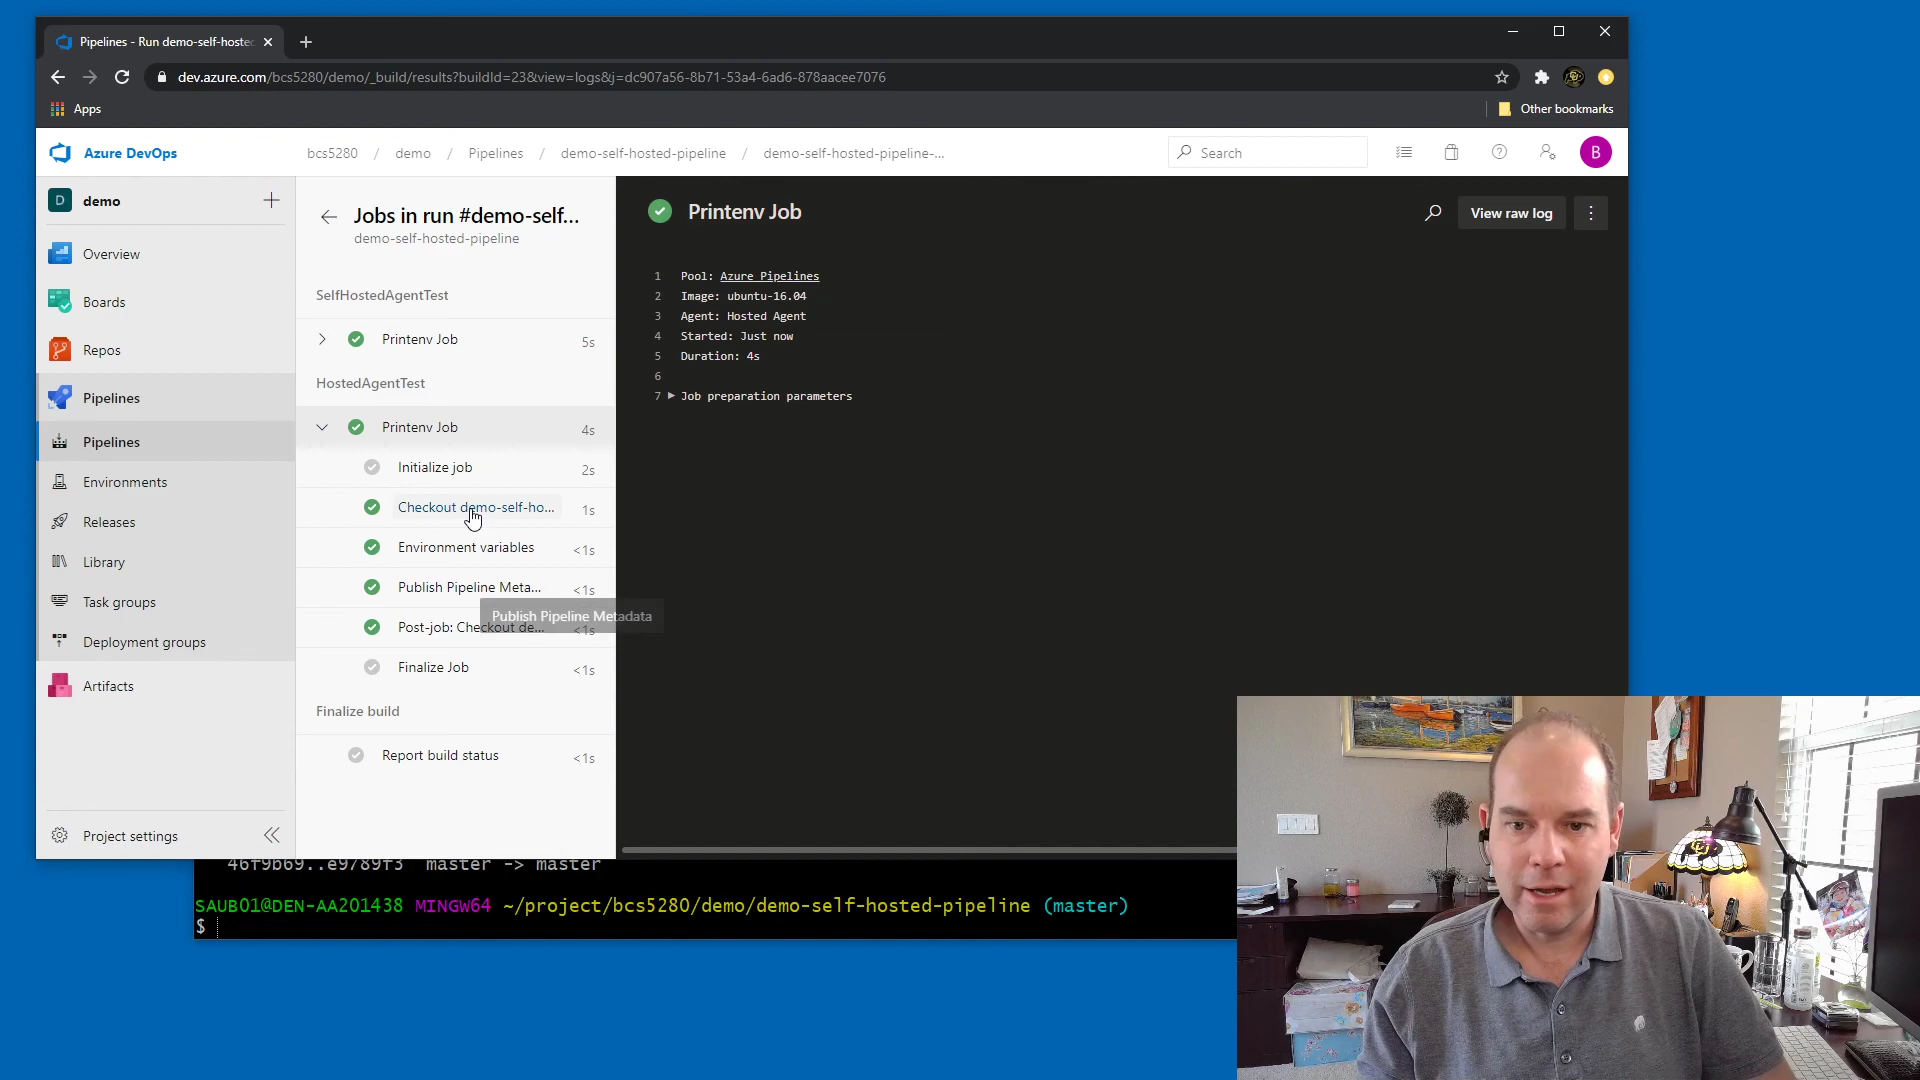 Pipelines - Run demo-self-hosted
dev.azure.com/bcs5280/demo/_build/results?buildId=23&view=logs&j=dc907a56-8b71-53a4-6ad6-878aacee7076
Apps
Other bookmarks
Azure DevOps
bcs5280 / demo / Pipelines / demo-self-hosted-pipeline / demo-self-hosted-pipeline-...
Search
B
D demo
Overview
Boards
Repos
Pipelines
Pipelines
Environments
Releases
Library
Task groups
Deployment groups
Artifacts
Project settings
Jobs in run #demo-self...
demo-self-hosted-pipeline
SelfHostedAgentTest
Printenv Job 5s
HostedAgentTest
Printenv Job 4s
Initialize job 2s
Checkout demo-self-ho... 1s
Environment variables <1s
Publish Pipeline Meta... <1s
Publish Pipeline Metadata
Post-job: Checkout de... <1s
Finalize Job <1s
Finalize build
Report build status <1s
Printenv Job
View raw log
1 Pool: Azure Pipelines
2 Image: ubuntu-16.04
3 Agent: Hosted Agent
4 Started: Just now
5 Duration: 4s
6
7 Job preparation parameters
46f9b69..e9789f3 master -> master
SAUB01@DEN-AA201438 MINGW64 ~/project/bcs5280/demo/demo-self-hosted-pipeline (master)
$